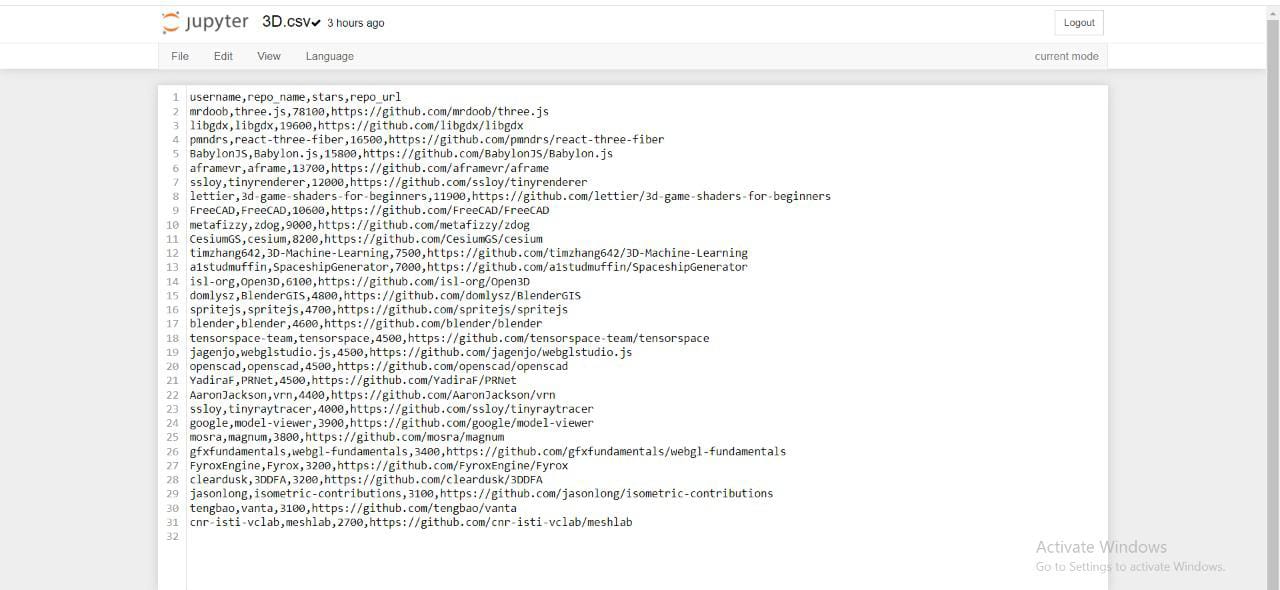 jupyter 3D.csv✔ 3 hours ago Logout
File Edit View Language current mode
1 username,repo_name,stars,repo_url
2 mrdoob,three.js,78100,https://github.com/mrdoob/three.js
3 libgdx,libgdx,19600,https://github.com/libgdx/libgdx
4 pmndrs,react-three-fiber,16500,https://github.com/pmndrs/react-three-fiber
5 BabylonJS,Babylon.js,15800,https://github.com/BabylonJS/Babylon.js
6 aframevr,aframe,13700,https://github.com/aframevr/aframe
7 ssloy,tinyrenderer,12000,https://github.com/ssloy/tinyrenderer
8 lettier,3d-game-shaders-for-beginners,11900,https://github.com/lettier/3d-game-shaders-for-beginners
9 FreeCAD,FreeCAD,10600,https://github.com/FreeCAD/FreeCAD
10 metafizzy,zdog,9000,https://github.com/metafizzy/zdog
11 CesiumGS,cesium,8200,https://github.com/CesiumGS/cesium
12 timzhang642,3D-Machine-Learning,7500,https://github.com/timzhang642/3D-Machine-Learning
13 a1studmuffin,SpaceshipGenerator,7000,https://github.com/a1studmuffin/SpaceshipGenerator
14 isl-org,Open3D,6100,https://github.com/isl-org/Open3D
15 domlysz,BlenderGIS,4800,https://github.com/domlysz/BlenderGIS
16 spritejs,spritejs,4700,https://github.com/spritejs/spritejs
17 blender,blender,4600,https://github.com/blender/blender
18 tensorspace-team,tensorspace,4500,https://github.com/tensorspace-team/tensorspace
19 jagenjo,webglstudio.js,4500,https://github.com/jagenjo/webglstudio.js
20 openscad,openscad,4500,https://github.com/openscad/openscad
21 YadiraF,PRNet,4500,https://github.com/YadiraF/PRNet
22 AaronJackson,vrn,4400,https://github.com/AaronJackson/vrn
23 ssloy,tinyraytracer,4000,https://github.com/ssloy/tinyraytracer
24 google,model-viewer,3900,https://github.com/google/model-viewer
25 mosra,magnum,3800,https://github.com/mosra/magnum
26 gfxfundamentals,webgl-fundamentals,3400,https://github.com/gfxfundamentals/webgl-fundamentals
27 FyroxEngine,Fyrox,3200,https://github.com/FyroxEngine/Fyrox
28 cleardusk,3DDFA,3200,https://github.com/cleardusk/3DDFA
29 jasonlong,isometric-contributions,3100,https://github.com/jasonlong/isometric-contributions
30 tengbao,vanta,3100,https://github.com/tengbao/vanta
31 cnr-isti-vclab,meshlab,2700,https://github.com/cnr-isti-vclab/meshlab
32
Activate Windows
Go to Settings to activate Windows.